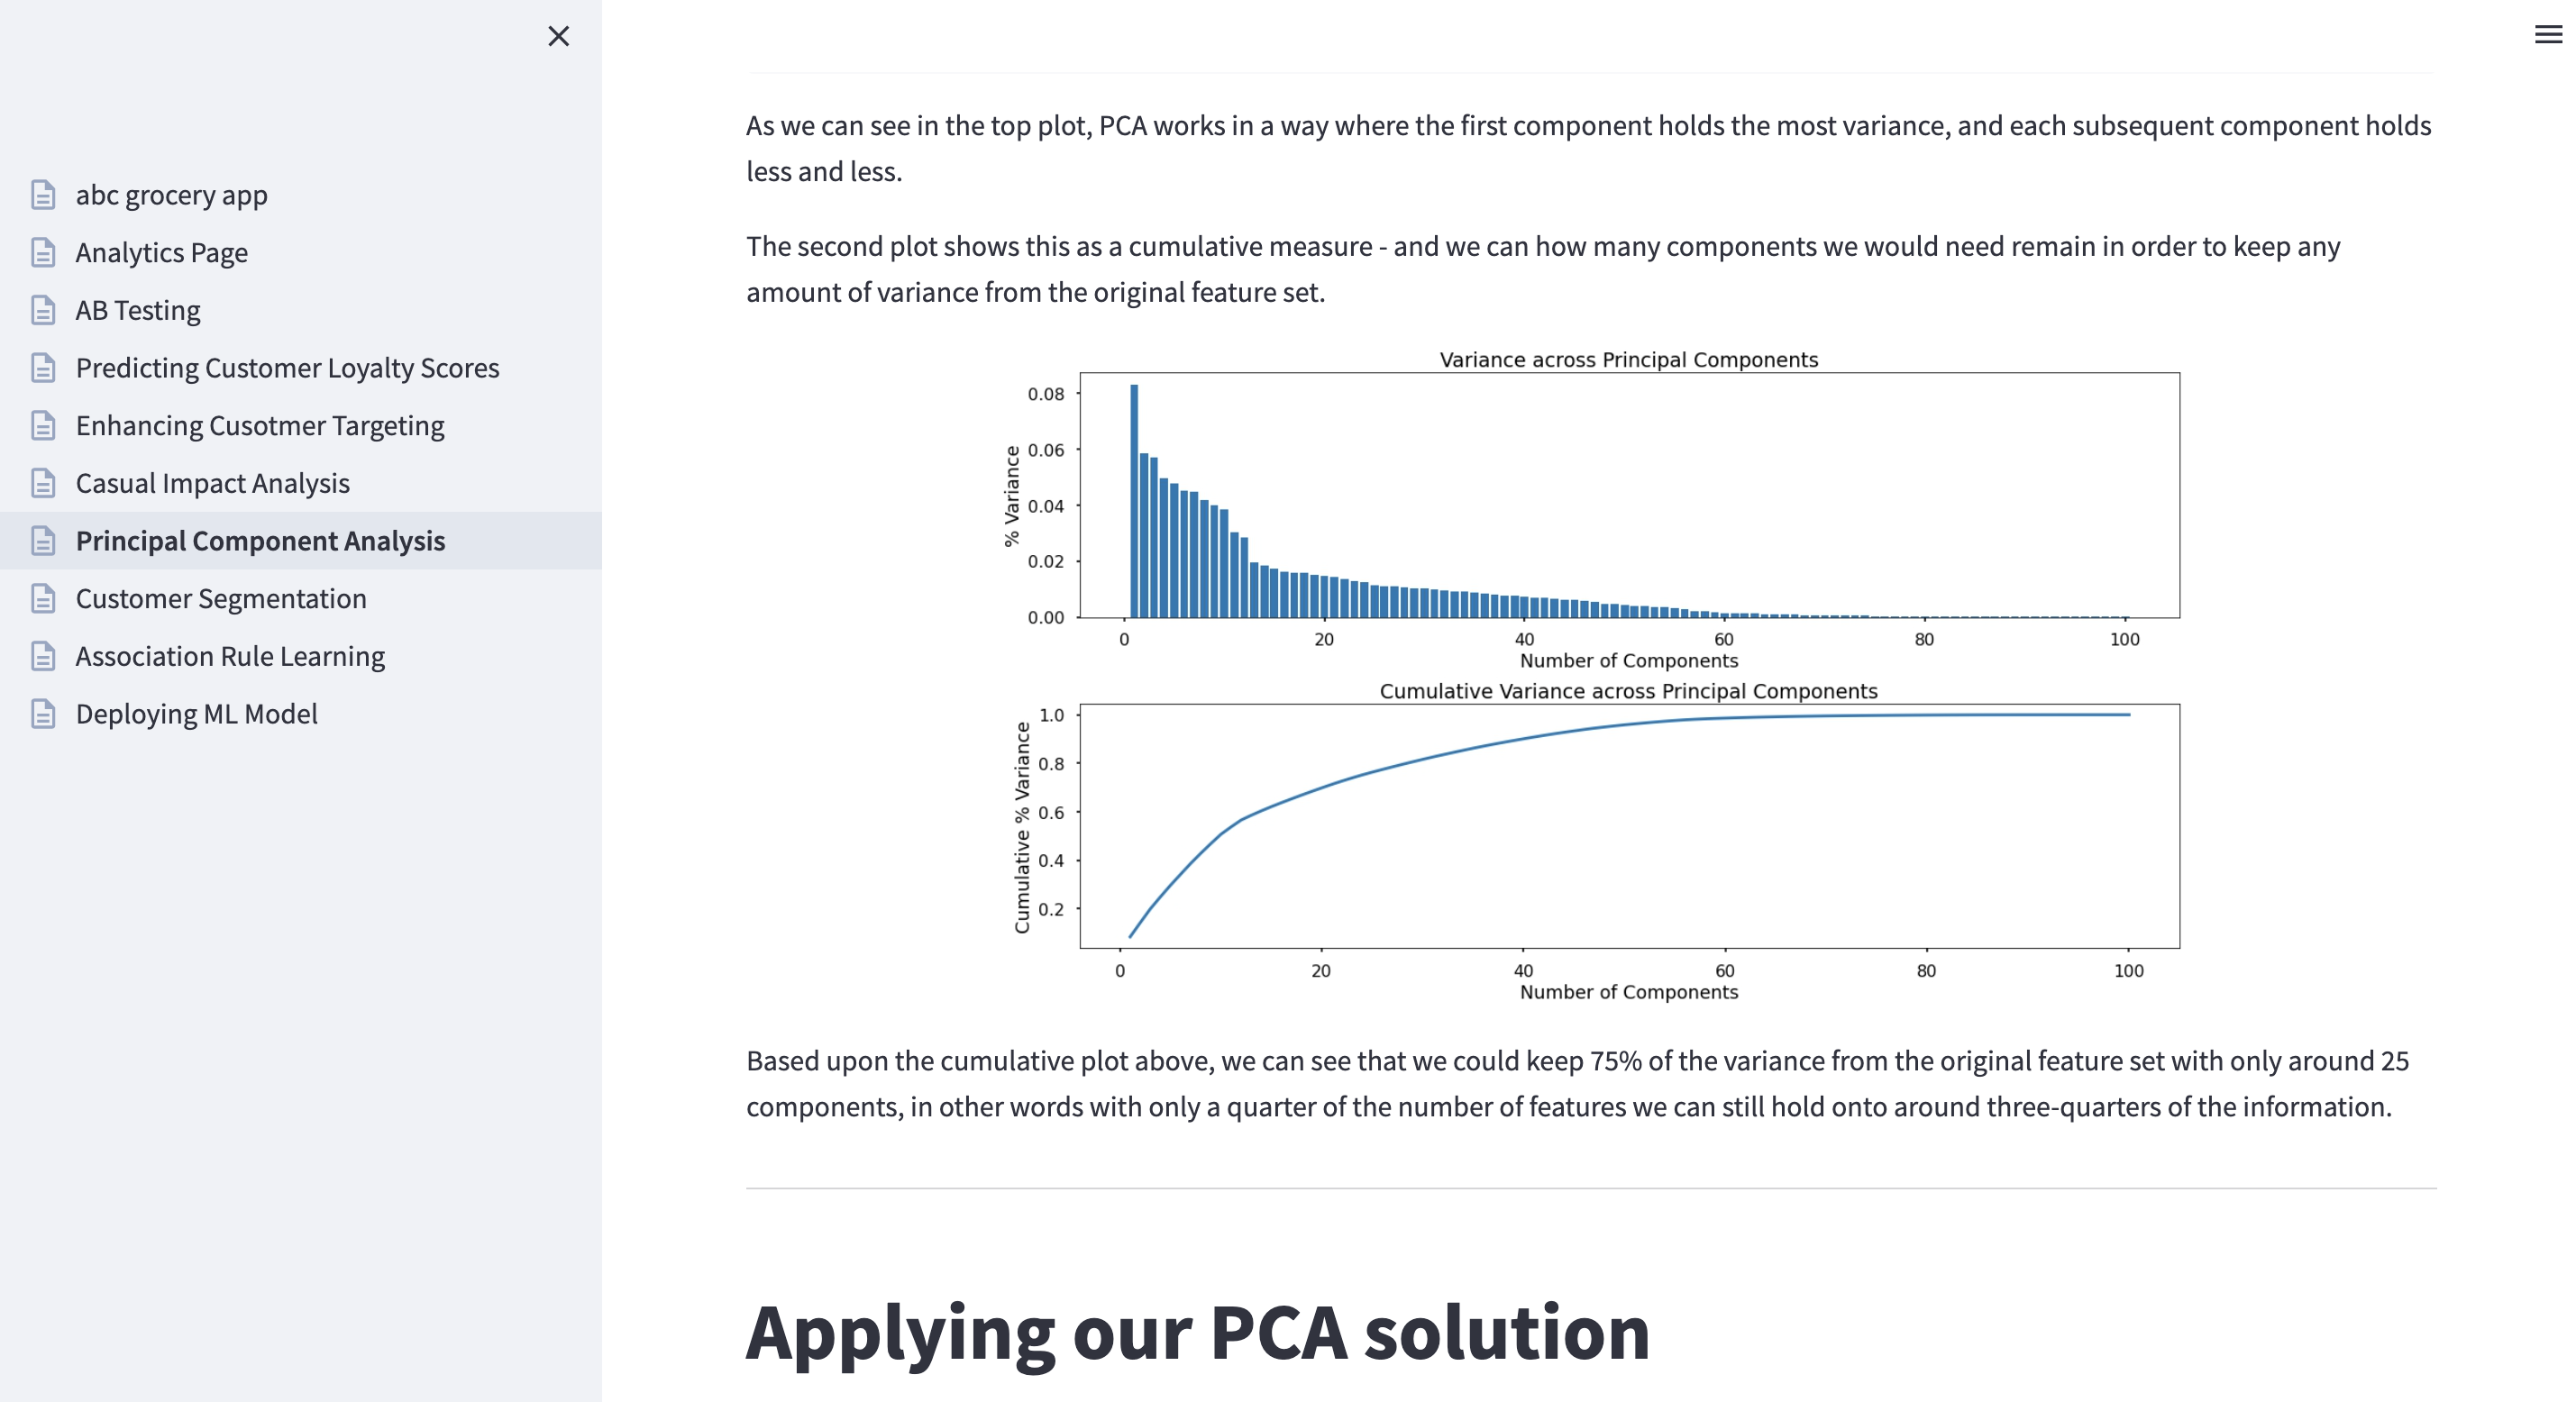 abc grocery app
Analytics Page
AB Testing
Predicting Customer Loyalty Scores
Enhancing Cusotmer Targeting
Casual Impact Analysis
Principal Component Analysis
Customer Segmentation
Association Rule Learning
Deploying ML Model
As we can see in the top plot, PCA works in a way where the first component holds the most variance, and each subsequent component holds
less and less.
The second plot shows this as a cumulative measure - and we can how many components we would need remain in order to keep any
amount of variance from the original feature set.
Variance across Principal Components
% Variance
0.08
0.06
0.04
0.02
0.00
0 20 40 60 80 100
Number of Components
Cumulative Variance across Principal Components
Cumulative % Variance
1.0
0.8
0.6
0.4
0.2
0 20 40 60 80 100
Number of Components
Based upon the cumulative plot above, we can see that we could keep 75% of the variance from the original feature set with only around 25
components, in other words with only a quarter of the number of features we can still hold onto around three-quarters of the information.
Applying our PCA solution